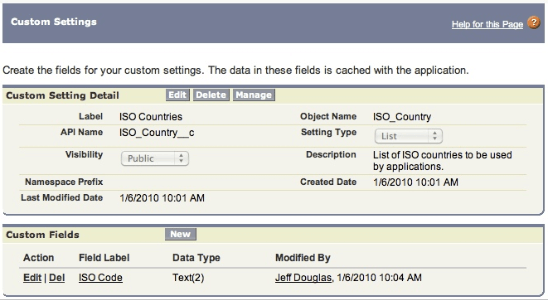 Custom Settings
Help for this Page ?
Create the fields for your custom settings. The data in these fields is cached with the application.
Custom Setting Detail Edit Delete Manage
Label ISO Countries Object Name ISO_Country
API Name ISO_Country__c Setting Type List
Visibility Public Description List of ISO countries to be used
by applications.
Namespace Prefix Created Date 1/6/2010 10:01 AM
Last Modified Date 1/6/2010 10:01 AM
Custom Fields New
Action Field Label Data Type Modified By
Edit | Del ISO Code Text(2) Jeff Douglas, 1/6/2010 10:04 AM